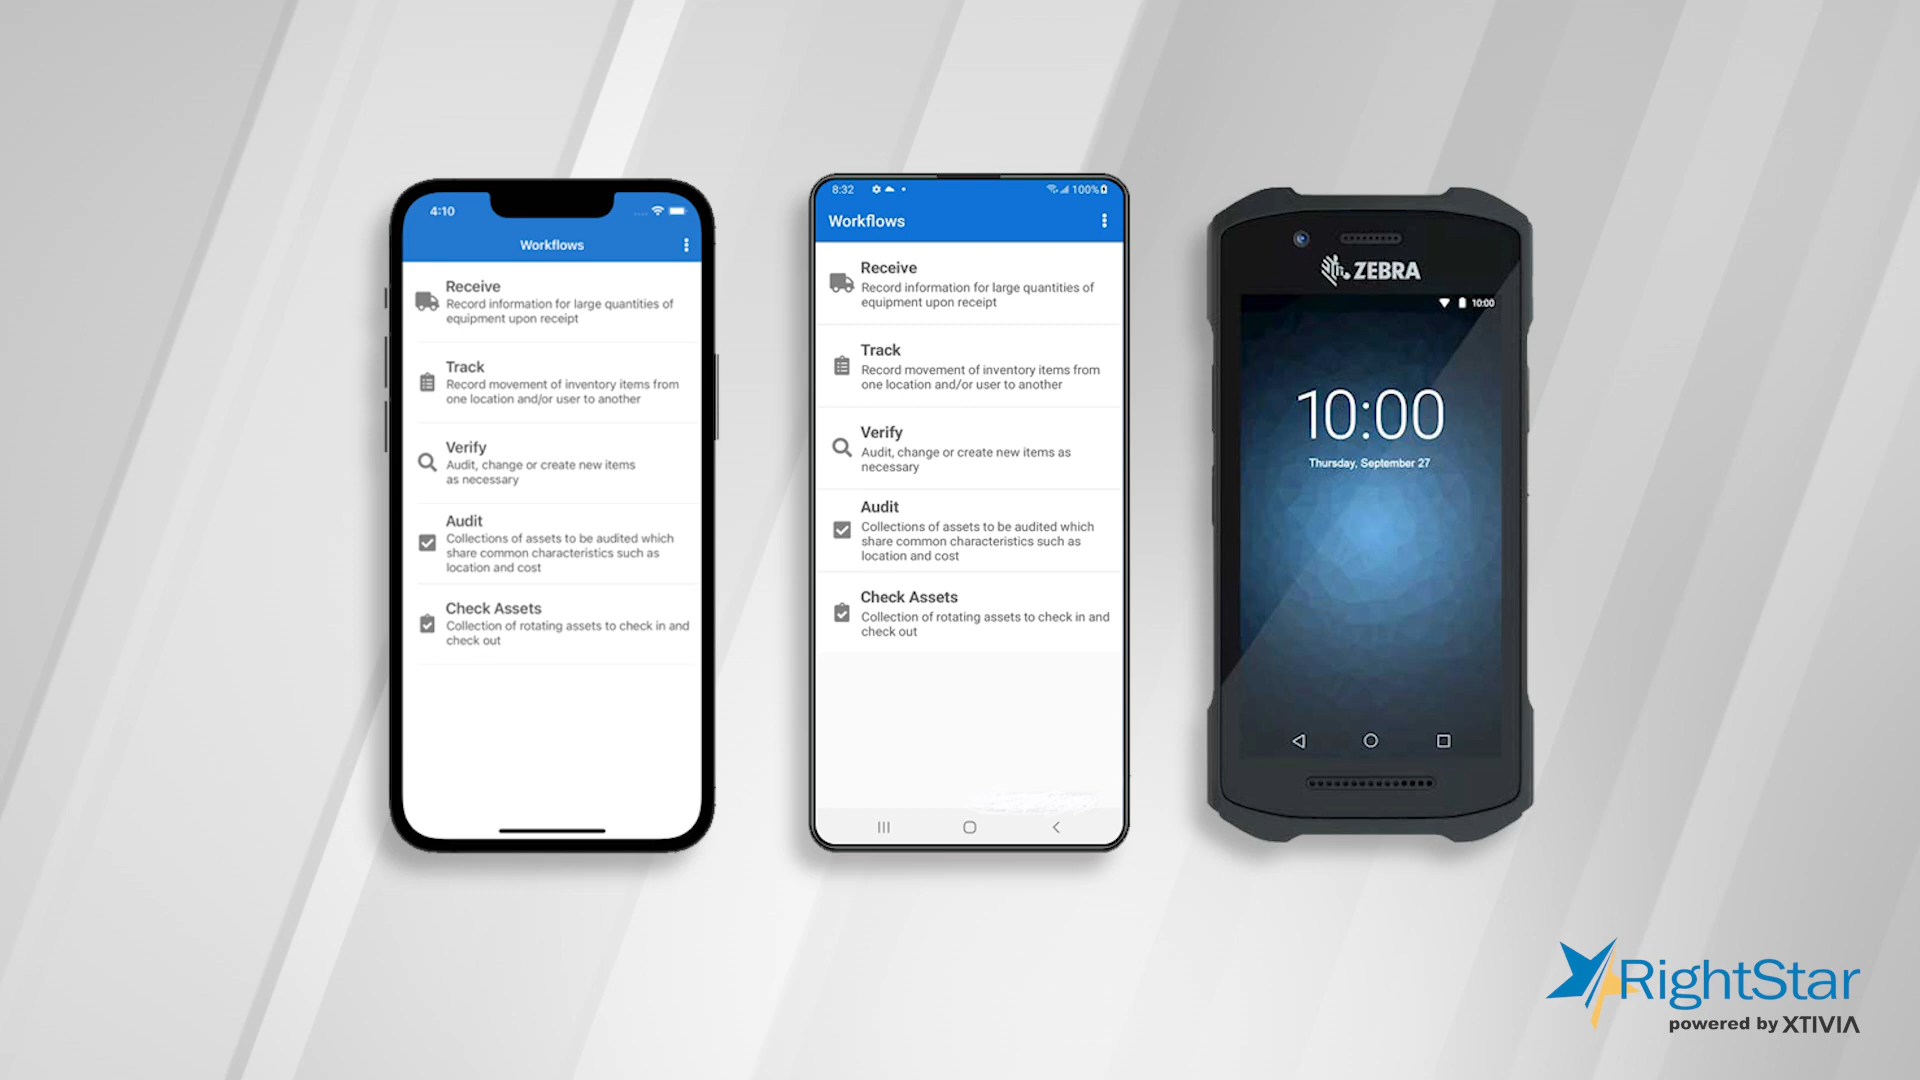 4:10
Workflows
Receive
Record information for large quantities of
equipment upon receipt
Track
Record movement of inventory items from
one location and/or user to another
Verify
Audit, change or create new items
as necessary
Audit
Collections of assets to be audited which
share common characteristics such as
location and cost
Check Assets
Collection of rotating assets to check in and
check out
8:32
100%
Workflows
Receive
Record information for large quantities of
equipment upon receipt
Track
Record movement of inventory items from
one location and/or user to another
Verify
Audit, change or create new items as
necessary
Audit
Collections of assets to be audited which
share common characteristics such as
location and cost
Check Assets
Collection of rotating assets to check in and
check out
ZEBRA
10:00
10:00
Thursday, September 27
RightStar
powered by XTIVIA